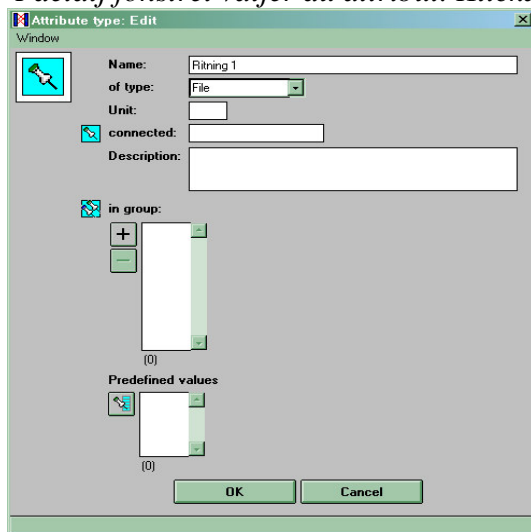 Attribute type: Edit
Window
Name: Ritning 1
of type: File
Unit:
connected:
Description:
in group:
+
−
(0)
Predefined values
(0)
OK Cancel